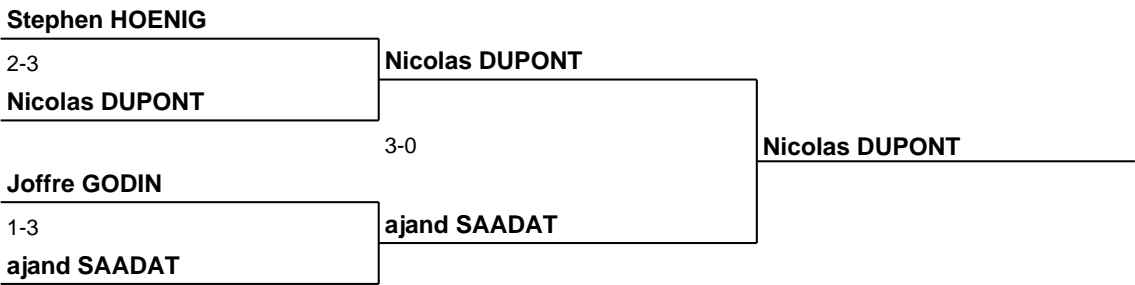 Stephen HOENIG
2-3
Nicolas DUPONT
Nicolas DUPONT
3-0
Nicolas DUPONT
Joffre GODIN
1-3
ajand SAADAT
ajand SAADAT